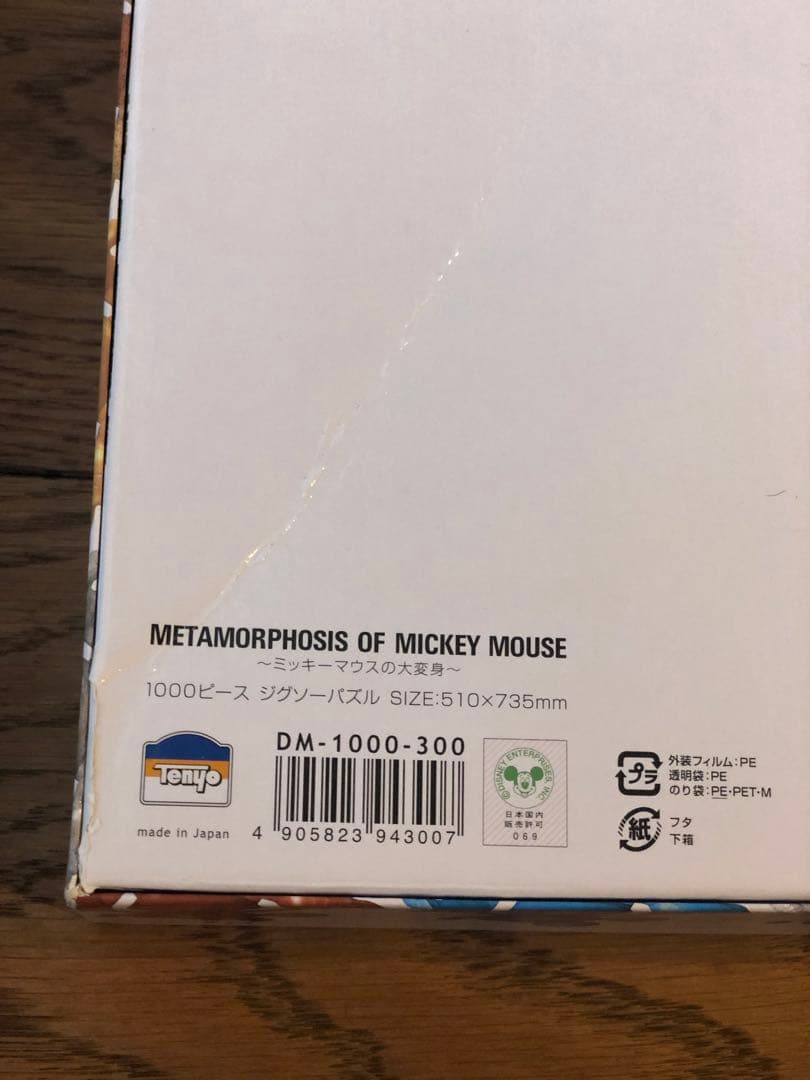 METAMORPHOSIS OF MICKEY MOUSE
～ミッキーマウスの大変身～
1000ピース ジグソーパズル SIZE:510×735mm
Tenyo
made in Japan
DM-1000-300
4 905823 943007
©DISNEY ENTERPRISES, INC
日本国内
販売許可
069
プラ
外装フィルム:PE
透明袋:PE
のり袋:PE・PET・M
紙
フタ
下箱